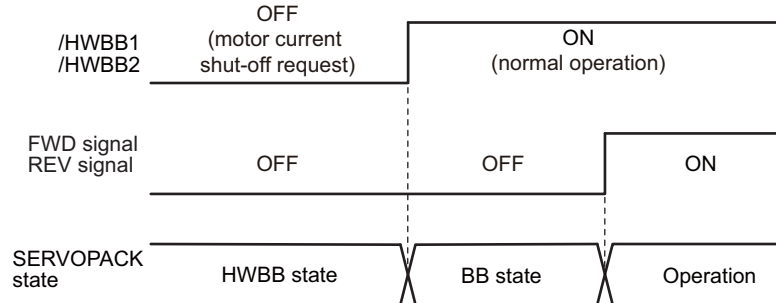 OFF
(motor current
shut-off request)
/HWBB1
/HWBB2
ON
(normal operation)
FWD signal
REV signal
OFF
OFF
ON
SERVOPACK
state
HWBB state
BB state
Operation